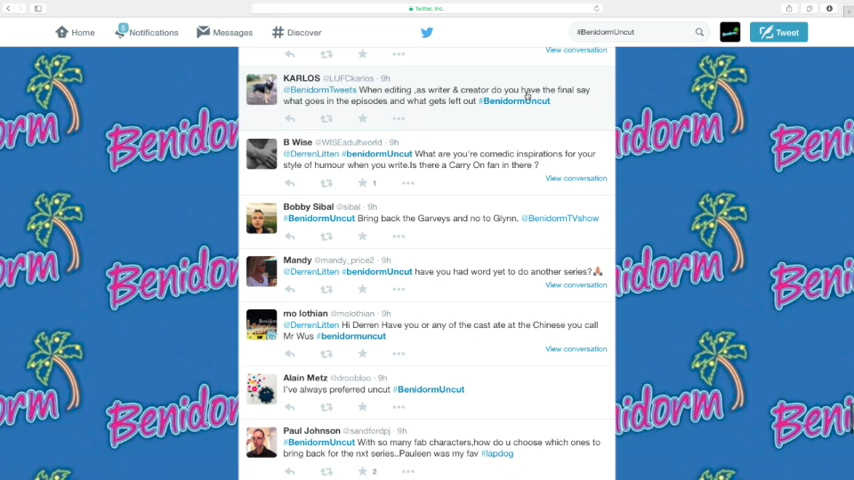 Twitter, Inc.
Home
5
Notifications
Messages
# Discover
#BenidormUncut
Tweet
View conversation
KARLOS @LUFCkarlos · 9h
@BenidormTweets When editing ,as writer & creator do you have the final say
what goes in the episodes and what gets left out #BenidormUncut
B Wise @WISEadultworld · 9h
@DerrenLitten #benidormUncut What are you're comedic inspirations for your
style of humour when you write.Is there a Carry On fan in there ?
1
View conversation
Bobby Sibal @sibal · 9h
#BenidormUncut Bring back the Garveys and no to Glynn. @BenidormTVshow
Mandy @mandy_price2 · 9h
@DerrenLitten #benidormUncut have you had word yet to do another series?
View conversation
mo lothian @molothian · 9h
@DerrenLitten Hi Derren Have you or any of the cast ate at the Chinese you call
Mr Wus #benidormuncut
View conversation
Alain Metz @droobloo · 9h
I've always preferred uncut #BenidormUncut
Paul Johnson @sandfordpj · 9h
#BenidormUncut With so many fab characters,how do u choose which ones to
bring back for the nxt series..Pauleen was my fav #lapdog
2
Benidorm
Benidorm
Benidorm